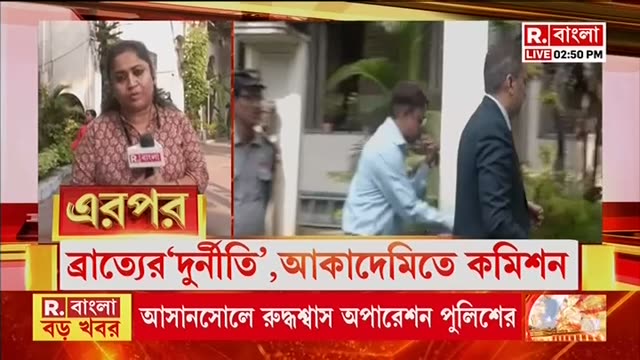 R. বাংলা
LIVE 02:50 PM
R বাংলা
এরপর
ব্রাত্যের ‘দুর্নীতি’, আকাদেমিতে কমিশন
R. বাংলা
বড় খবর
আসানসোলে রুদ্ধশ্বাস অপারেশন পুলিশের